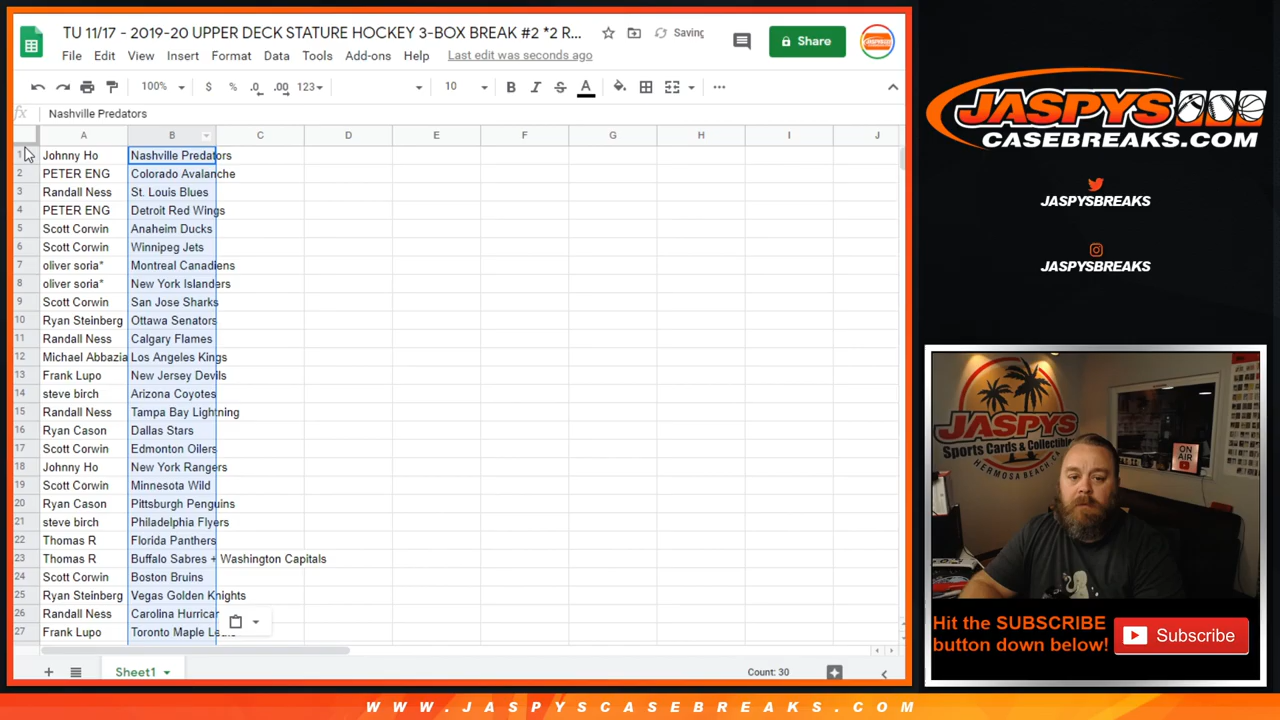 TU 11/17 - 2019-20 UPPER DECK STATURE HOCKEY 3-BOX BREAK #2 *2 R...
Saving
Share
File Edit View Insert Format Data Tools Add-ons Help Last edit was seconds ago
100% $ % .0 .00 123 10 B I S A
fx Nashville Predators
A B C D E F G H I J
1 Johnny Ho Nashville Predators
2 PETER ENG Colorado Avalanche
3 Randall Ness St. Louis Blues
4 PETER ENG Detroit Red Wings
5 Scott Corwin Anaheim Ducks
6 Scott Corwin Winnipeg Jets
7 oliver soria* Montreal Canadiens
8 oliver soria* New York Islanders
9 Scott Corwin San Jose Sharks
10 Ryan Steinberg Ottawa Senators
11 Randall Ness Calgary Flames
12 Michael Abbazia Los Angeles Kings
13 Frank Lupo New Jersey Devils
14 steve birch Arizona Coyotes
15 Randall Ness Tampa Bay Lightning
16 Ryan Cason Dallas Stars
17 Scott Corwin Edmonton Oilers
18 Johnny Ho New York Rangers
19 Scott Corwin Minnesota Wild
20 Ryan Cason Pittsburgh Penguins
21 steve birch Philadelphia Flyers
22 Thomas R Florida Panthers
23 Thomas R Buffalo Sabres + Washington Capitals
24 Scott Corwin Boston Bruins
25 Ryan Steinberg Vegas Golden Knights
26 Randall Ness Carolina Hurrican
27 Frank Lupo Toronto Maple Leafs
Sheet1
Count: 30
JASPYS
CASEBREAKS.COM
JASPYSBREAKS
JASPYSBREAKS
JASPYS
Sports Cards & Collectibles
HERMOSA BEACH CA
ON
AIR
Hit the SUBSCRIBE
button down below!
Subscribe
WWW.JASPYSCASEBREAKS.COM